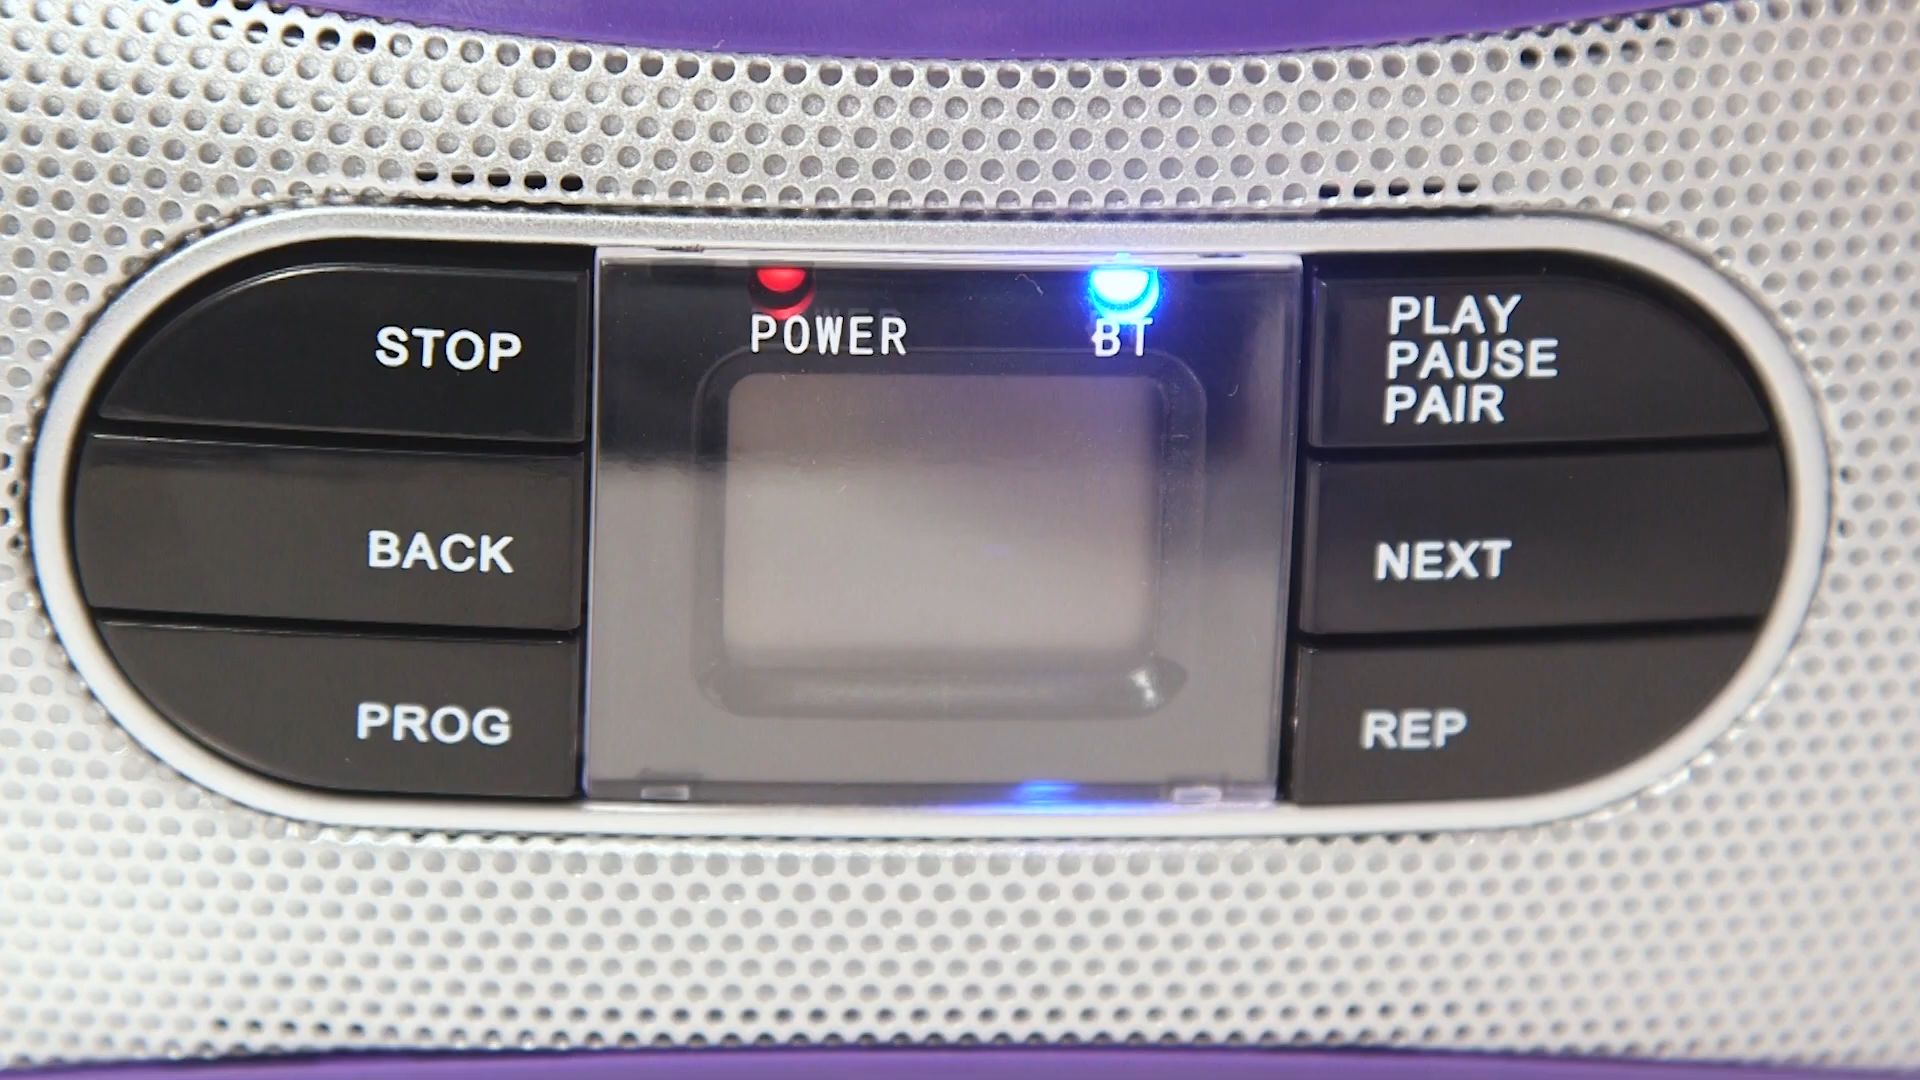 STOP
POWER
BT
PLAY
PAUSE
PAIR
BACK
NEXT
PROG
REP